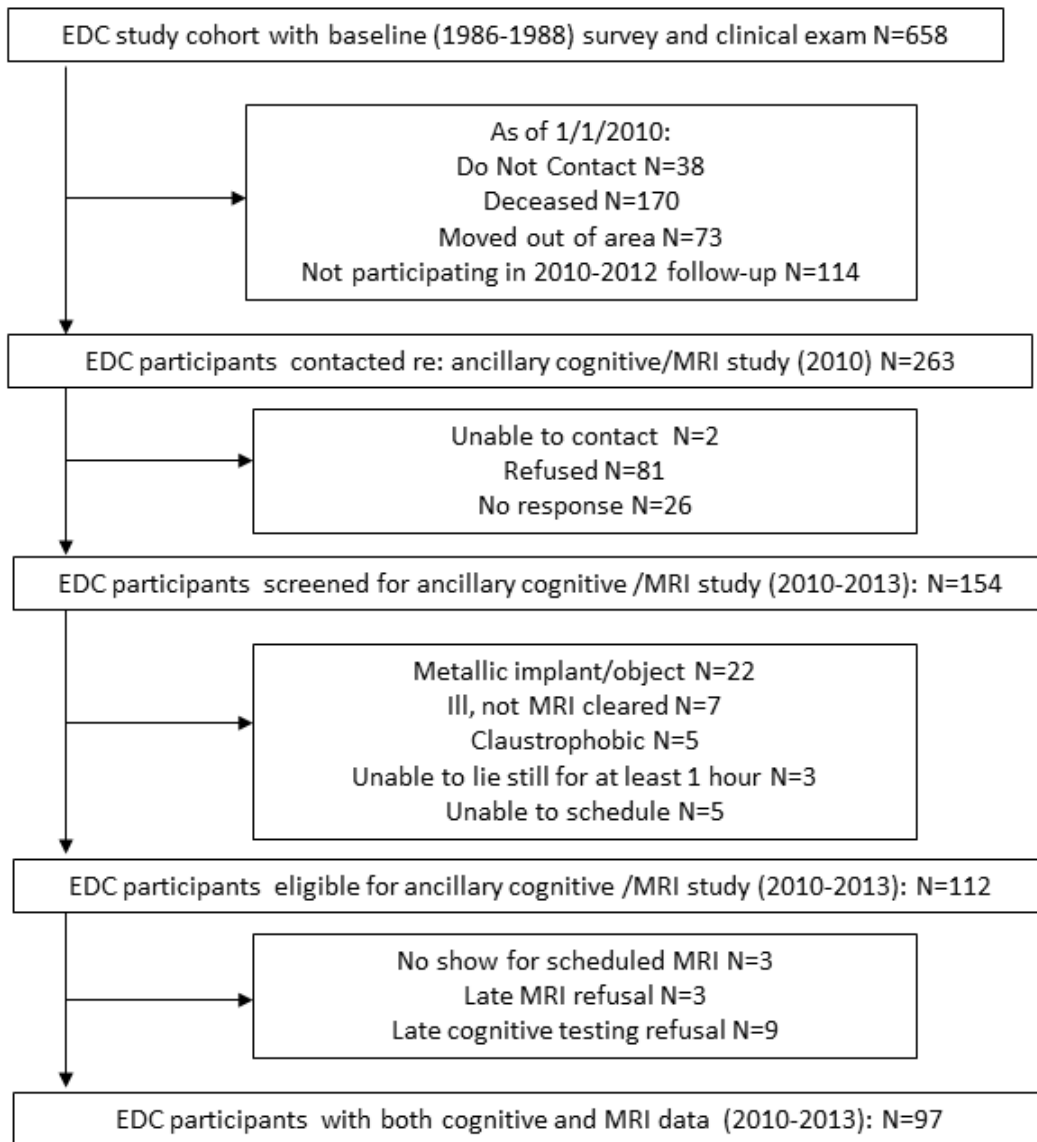 EDC study cohort with baseline (1986-1988) survey and clinical exam N=658
As of 1/1/2010:
Do Not Contact N=38
Deceased N=170
Moved out of area N=73
Not participating in 2010-2012 follow-up N=114
EDC participants contacted re: ancillary cognitive/MRI study (2010) N=263
Unable to contact N=2
Refused N=81
No response N=26
EDC participants screened for ancillary cognitive /MRI study (2010-2013): N=154
Metallic implant/object N=22
Ill, not MRI cleared N=7
Claustrophobic N=5
Unable to lie still for at least 1 hour N=3
Unable to schedule N=5
EDC participants eligible for ancillary cognitive /MRI study (2010-2013): N=112
No show for scheduled MRI N=3
Late MRI refusal N=3
Late cognitive testing refusal N=9
EDC participants with both cognitive and MRI data (2010-2013): N=97